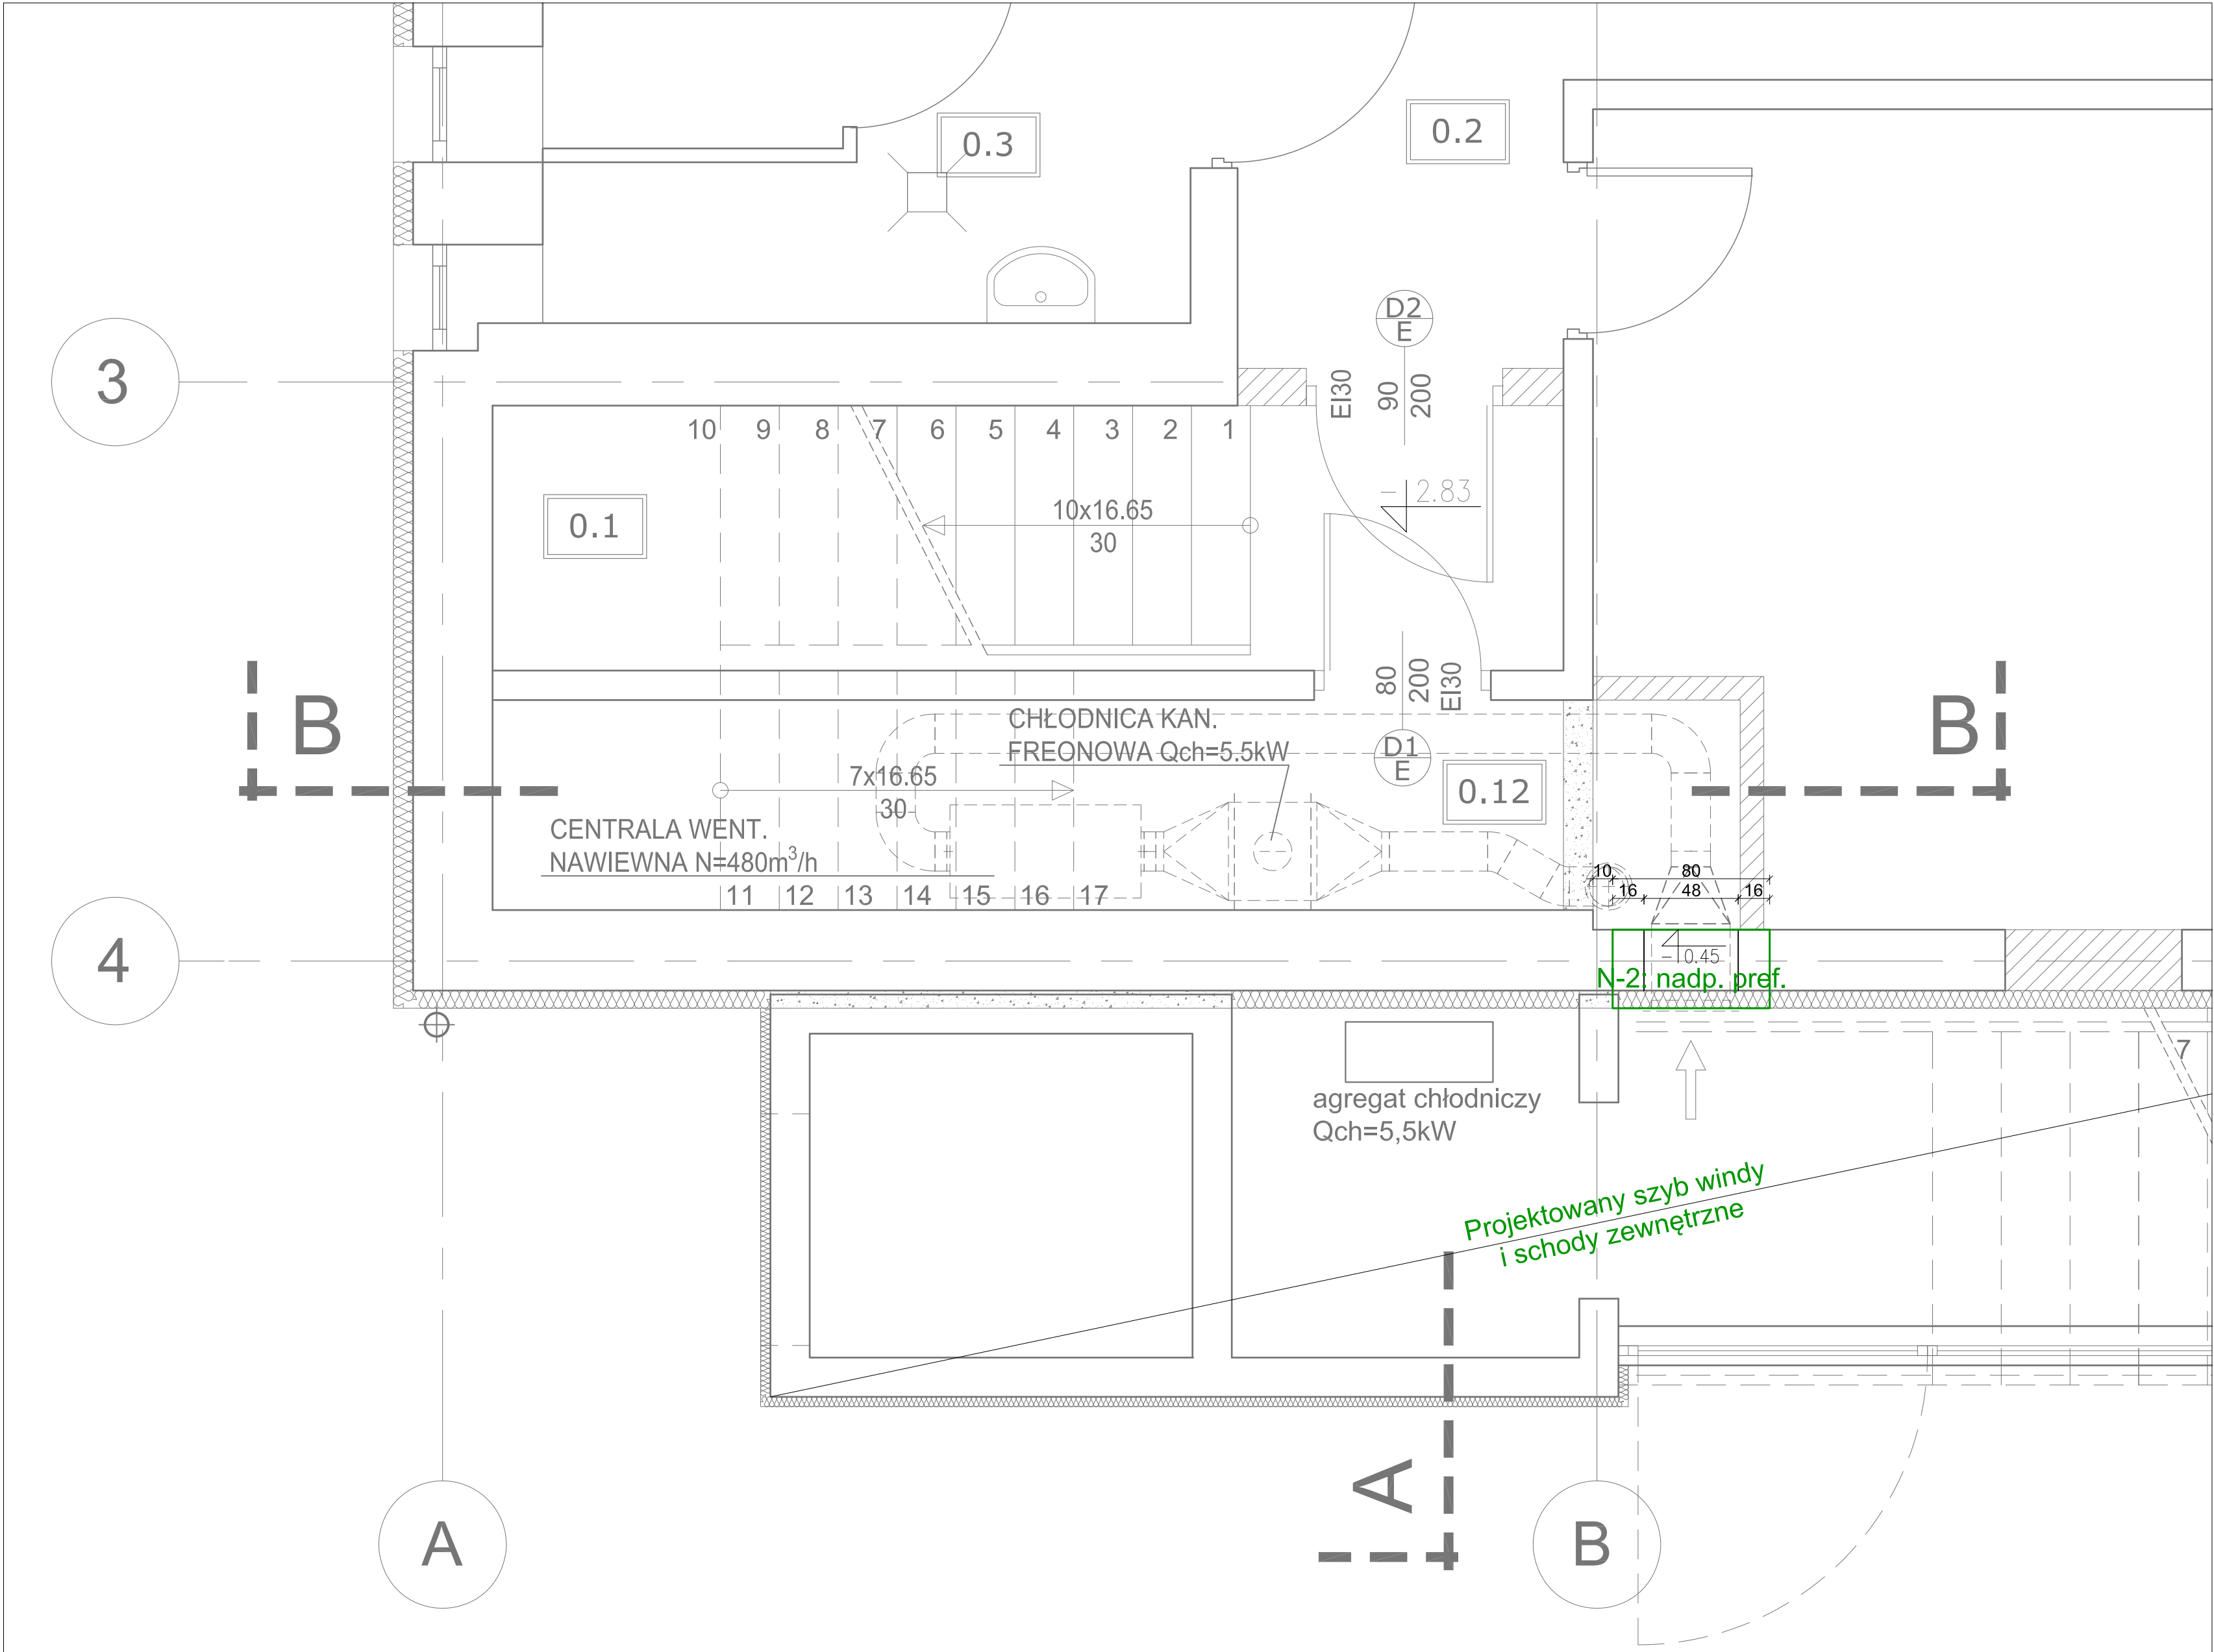 0.3
0.2
3
D2
E
EI30
90
200
10 9 8 7 6 5 4 3 2 1
- 2.83
10x16.65
30
0.1
80
200
EI30
B
B
CHŁODNICA KAN.
FREONOWA Qch=5.5kW
D1
E
7x16.65
30
0.12
CENTRALA WENT.
NAWIEWNA N=480m³/h
10 80
16 48 16
11 12 13 14 15 16 17
4
- 0.45
N-2: nadp. pref.
7
agregat chłodniczy
Qch=5,5kW
Projektowany szyb windy
i schody zewnętrzne
A
A
B